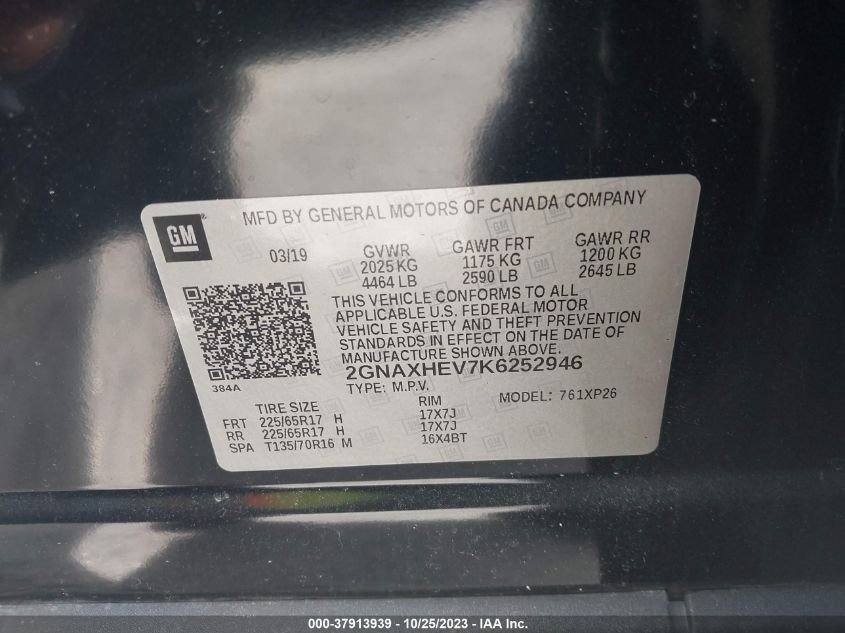 MFD BY GENERAL MOTORS OF CANADA COMPANY
GM
03/19 GVWR GAWR FRT GAWR RR
2025 KG 1175 KG 1200 KG
4464 LB 2590 LB 2645 LB
THIS VEHICLE CONFORMS TO ALL
APPLICABLE U.S. FEDERAL MOTOR
VEHICLE SAFETY AND THEFT PREVENTION
STANDARDS IN EFFECT ON THE DATE OF
MANUFACTURE SHOWN ABOVE.
384A
2GNAXHEV7K6252946
TYPE: M.P.V. MODEL: 761XP26
TIRE SIZE RIM
FRT 225/65R17 H 17X7J
RR 225/65R17 H 17X7J
SPA T135/70R16 M 16X4BT
000-37913939 - 10/25/2023 - IAA Inc.